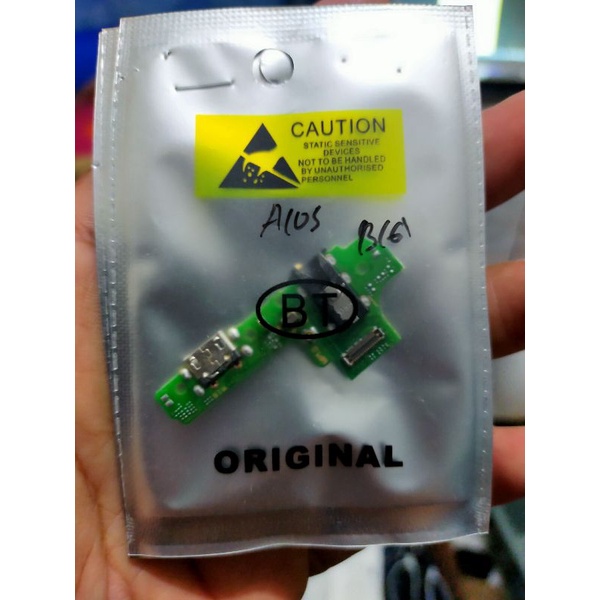 CAUTION
STATIC SENSITIVE
DEVICES
NOT TO BE HANDLED
BY UNAUTHORISED
PERSONNEL
A10S
BT
ORIGINAL